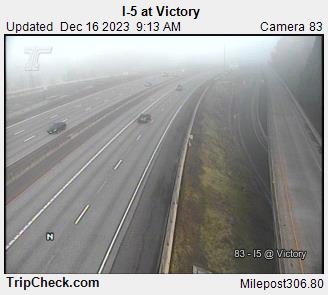 I-5 at Victory
Updated Dec 16 2023 9:13 AM
Camera 83
N
83 - I5 @ Victory
TripCheck.com
Milepost306.80